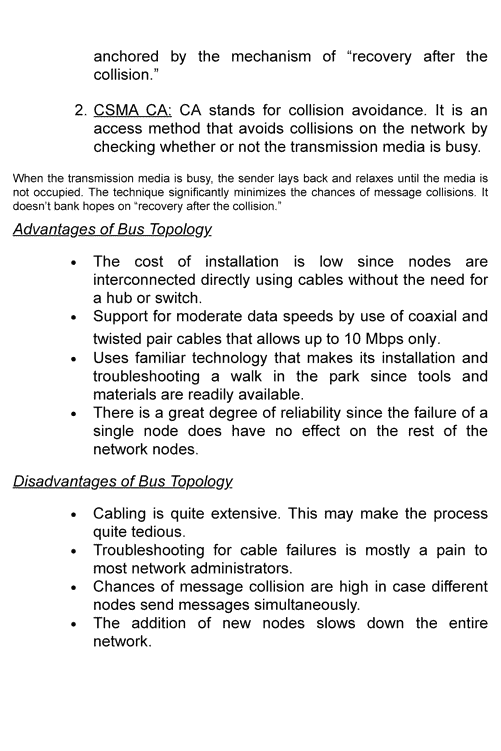 anchored by the mechanism of “recovery after the
collision.”
2. CSMA CA: CA stands for collision avoidance. It is an
access method that avoids collisions on the network by
checking whether or not the transmission media is busy.
When the transmission media is busy, the sender lays back and relaxes until the media is
not occupied. The technique significantly minimizes the chances of message collisions. It
doesn’t bank hopes on “recovery after the collision.”
Advantages of Bus Topology
• The cost of installation is low since nodes are
interconnected directly using cables without the need for
a hub or switch.
• Support for moderate data speeds by use of coaxial and
twisted pair cables that allows up to 10 Mbps only.
• Uses familiar technology that makes its installation and
troubleshooting a walk in the park since tools and
materials are readily available.
• There is a great degree of reliability since the failure of a
single node does have no effect on the rest of the
network nodes.
Disadvantages of Bus Topology
• Cabling is quite extensive. This may make the process
quite tedious.
• Troubleshooting for cable failures is mostly a pain to
most network administrators.
• Chances of message collision are high in case different
nodes send messages simultaneously.
• The addition of new nodes slows down the entire
network.